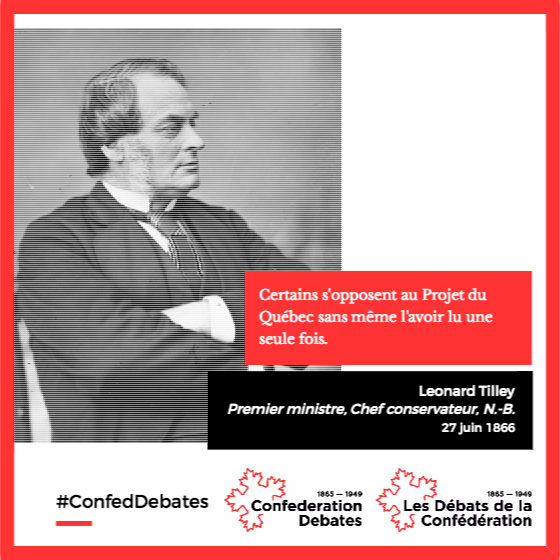 Certains s'opposent au Projet du
Québec sans même l'avoir lu une
seule fois.
Leonard Tilley
Premier ministre, Chef conservateur, N.-B.
27 juin 1866
#ConfedDebates
1865 — 1949
Confederation
Debates
1865 — 1949
Les Débats de la
Confédération